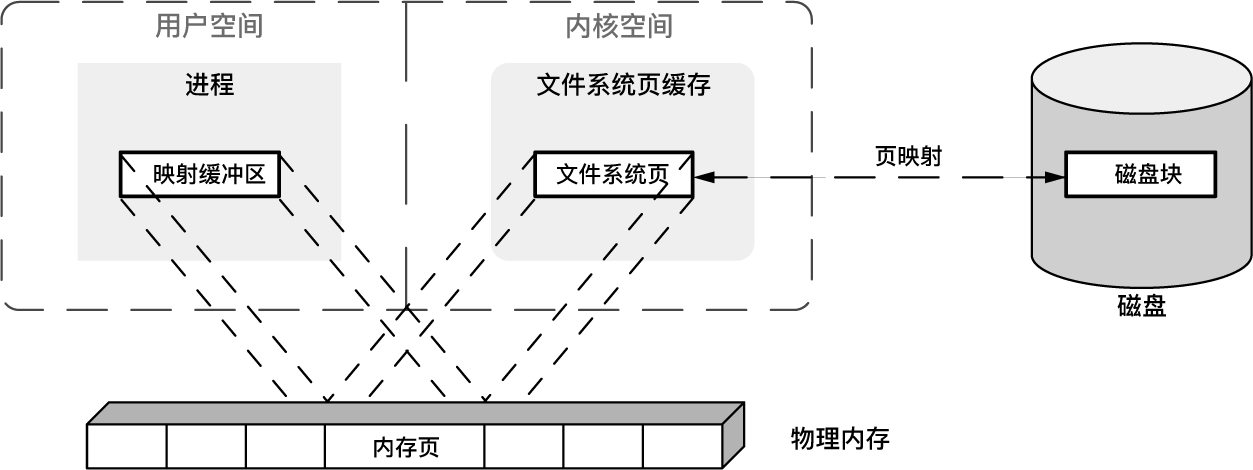 用户空间
内核空间
进程
文件系统页缓存
映射缓冲区
文件系统页
页映射
磁盘块
磁盘
内存页
物理内存